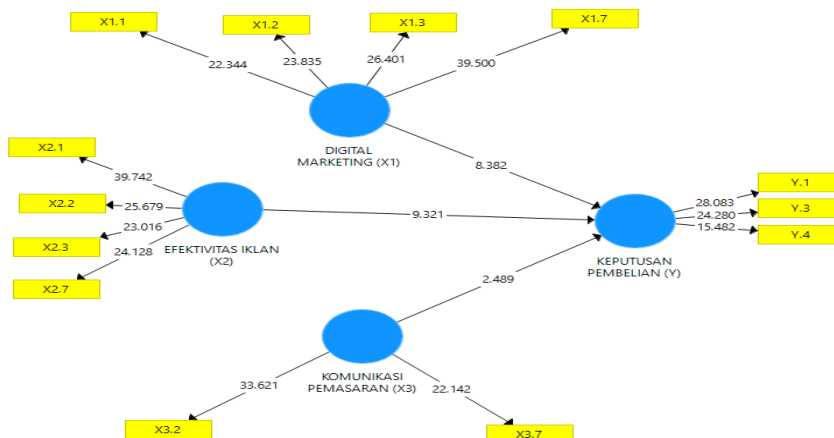 X1.1
X1.2
X1.3
X1.7
22.344
23.835
26.401
39.500
DIGITAL
MARKETING (X1)
8.382
X2.1
X2.2
X2.3
X2.7
39.742
25.679
23.016
24.128
EFEKTIVITAS IKLAN
(X2)
9.321
Y.1
Y.3
Y.4
28.083
24.280
15.482
KEPUTUSAN
PEMBELIAN (Y)
2.489
KOMUNIKASI
PEMASARAN (X3)
33.621
22.142
X3.2
X3.7